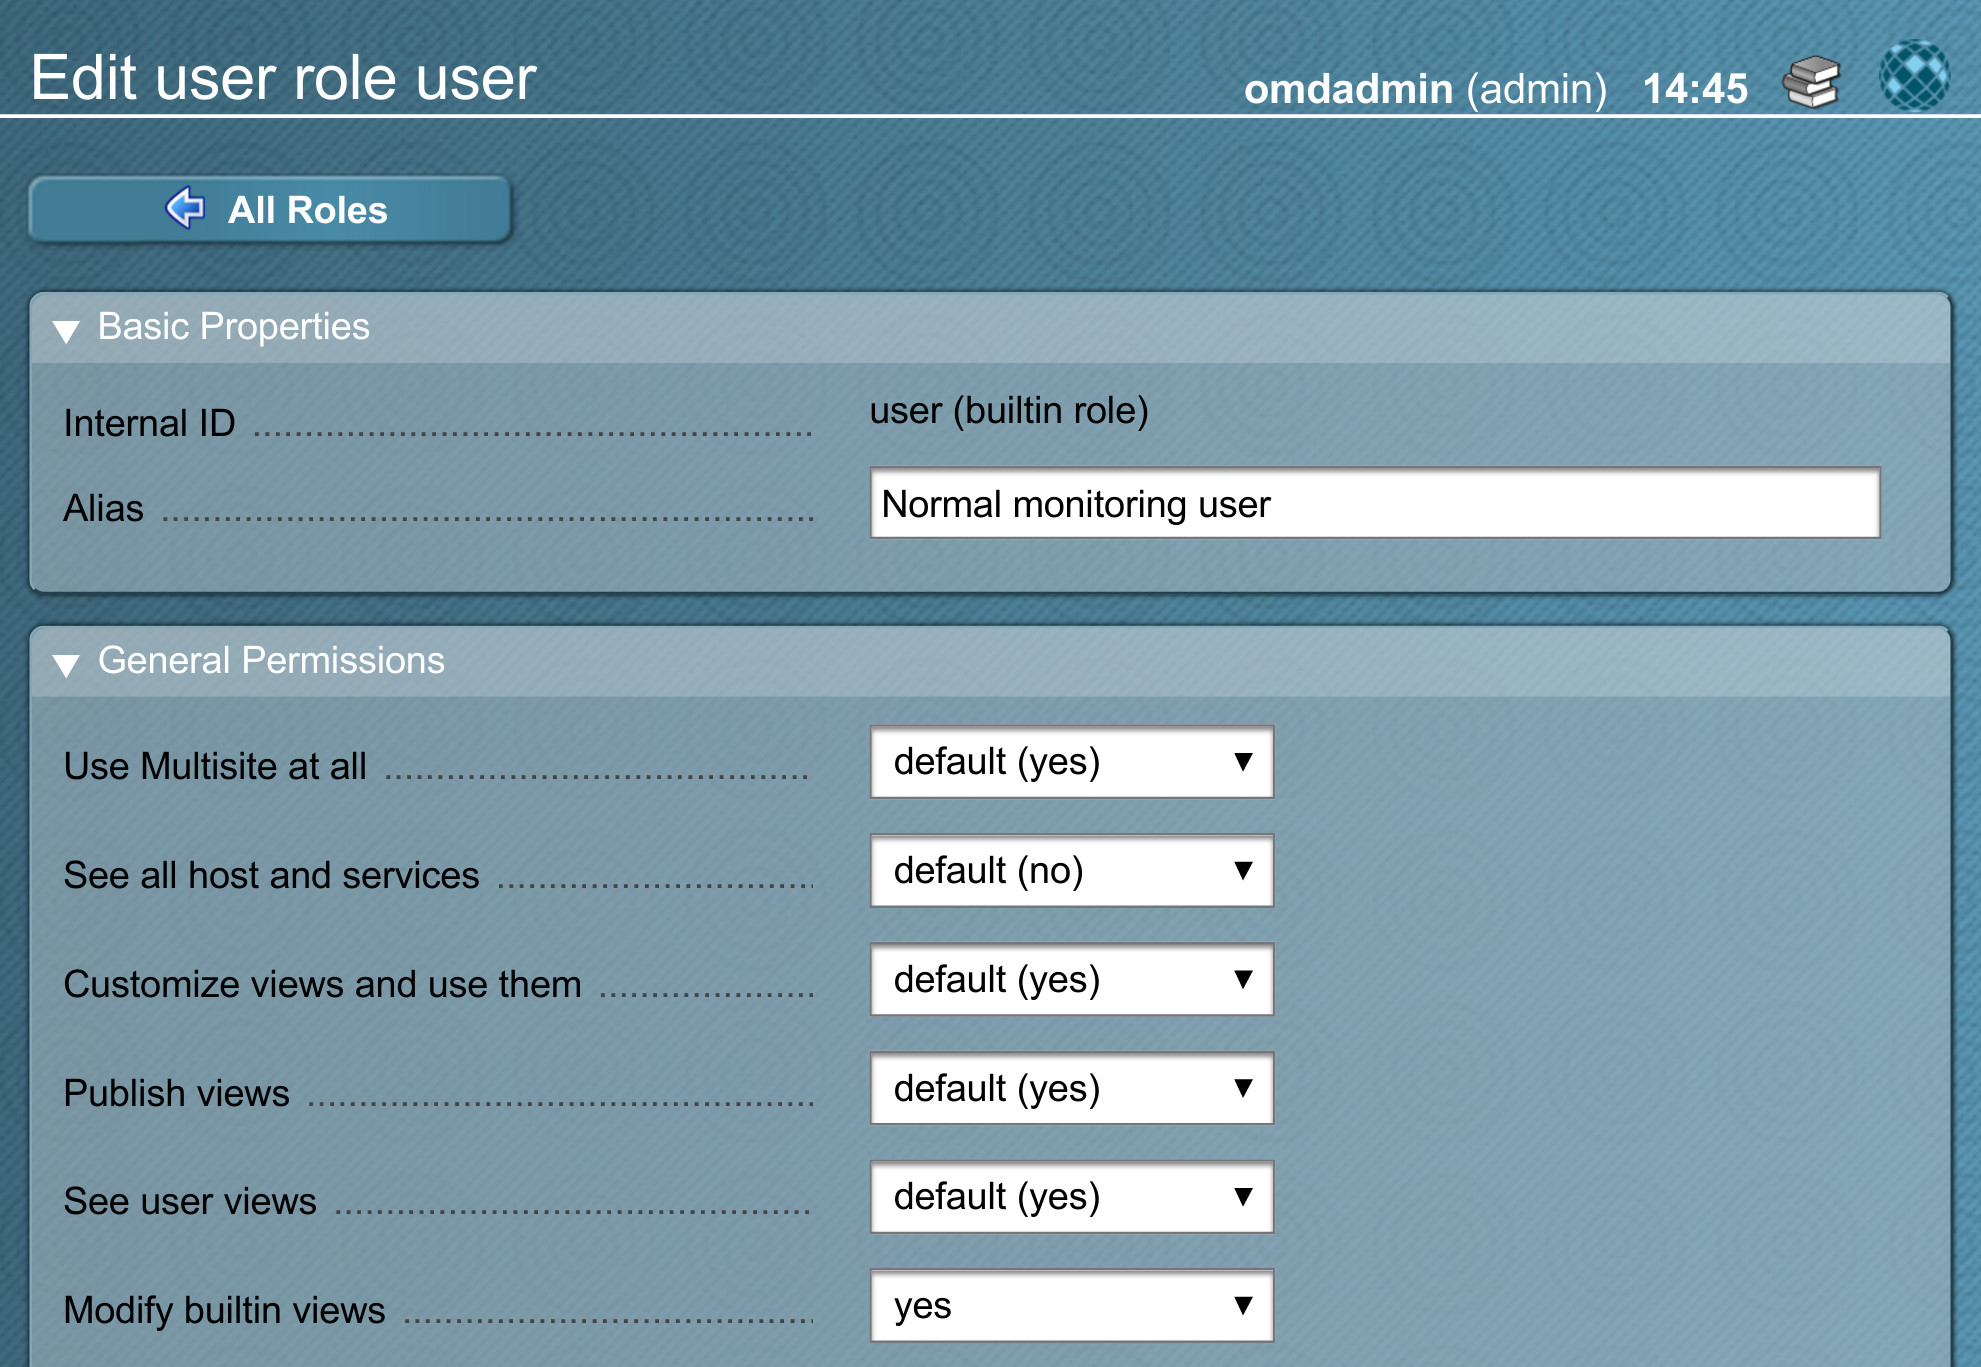 Edit user role user
omdadmin (admin) 14:45
All Roles
Basic Properties
Internal ID user (builtin role)
Alias Normal monitoring user
General Permissions
Use Multisite at all default (yes)
See all host and services default (no)
Customize views and use them default (yes)
Publish views default (yes)
See user views default (yes)
Modify builtin views yes